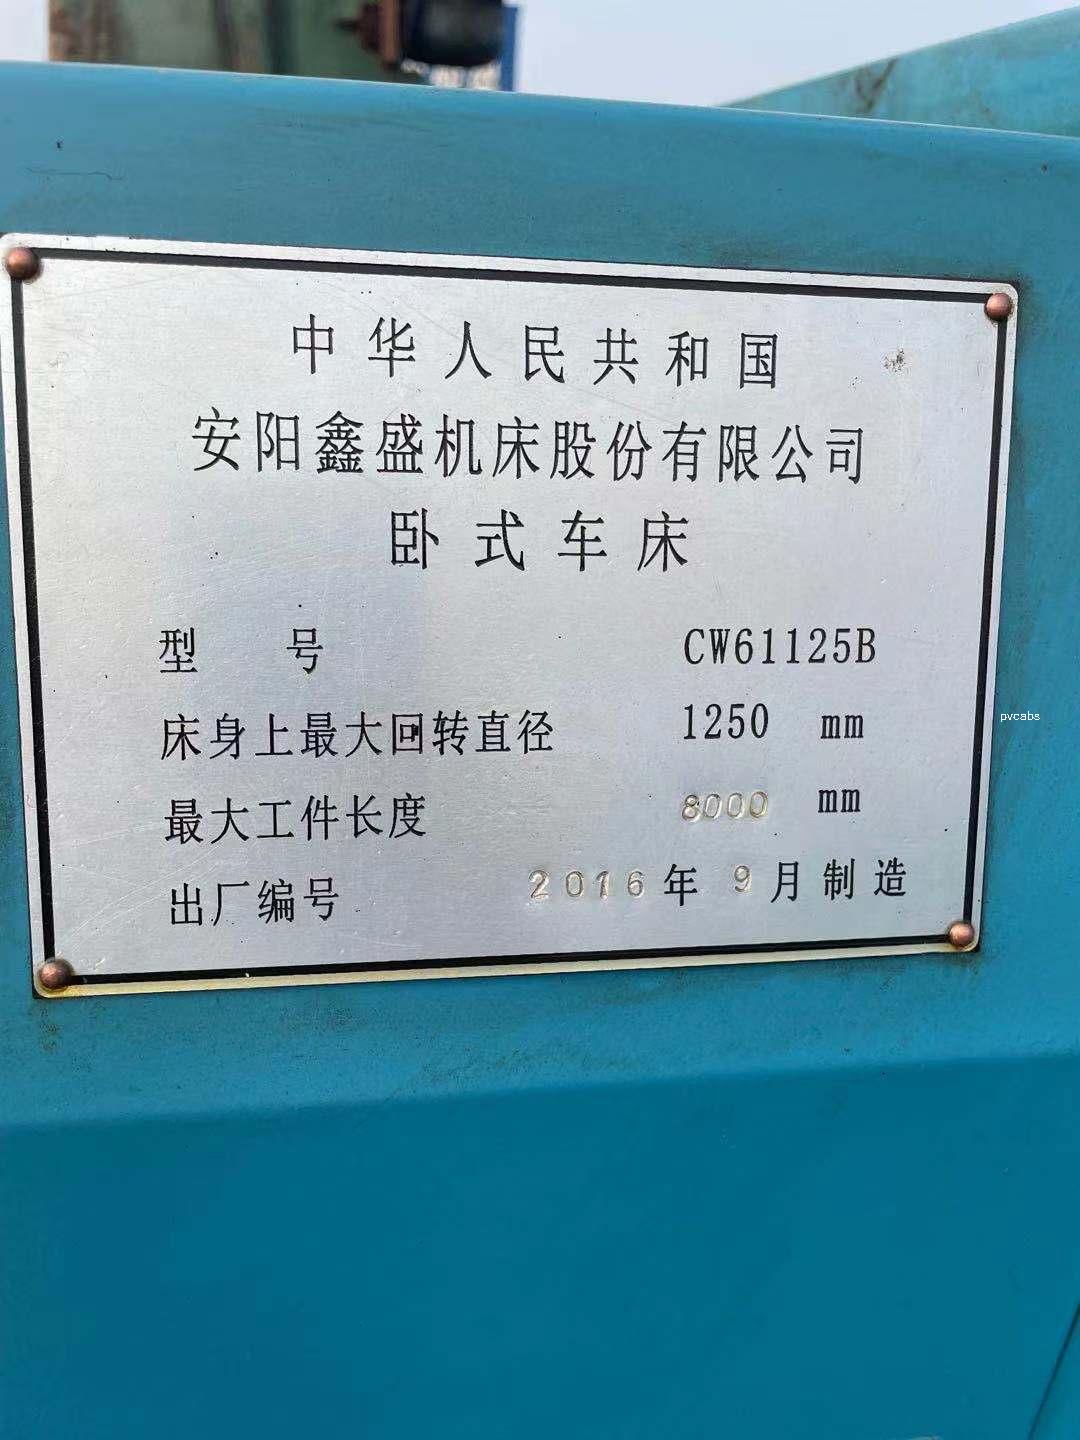 中华人民共和国
安阳鑫盛机床股份有限公司
卧式车床
型 号 CW61125B
床身上最大回转直径 1250 mm
最大工件长度 8000 mm
出厂编号 2016年 9月制造
pvcabs